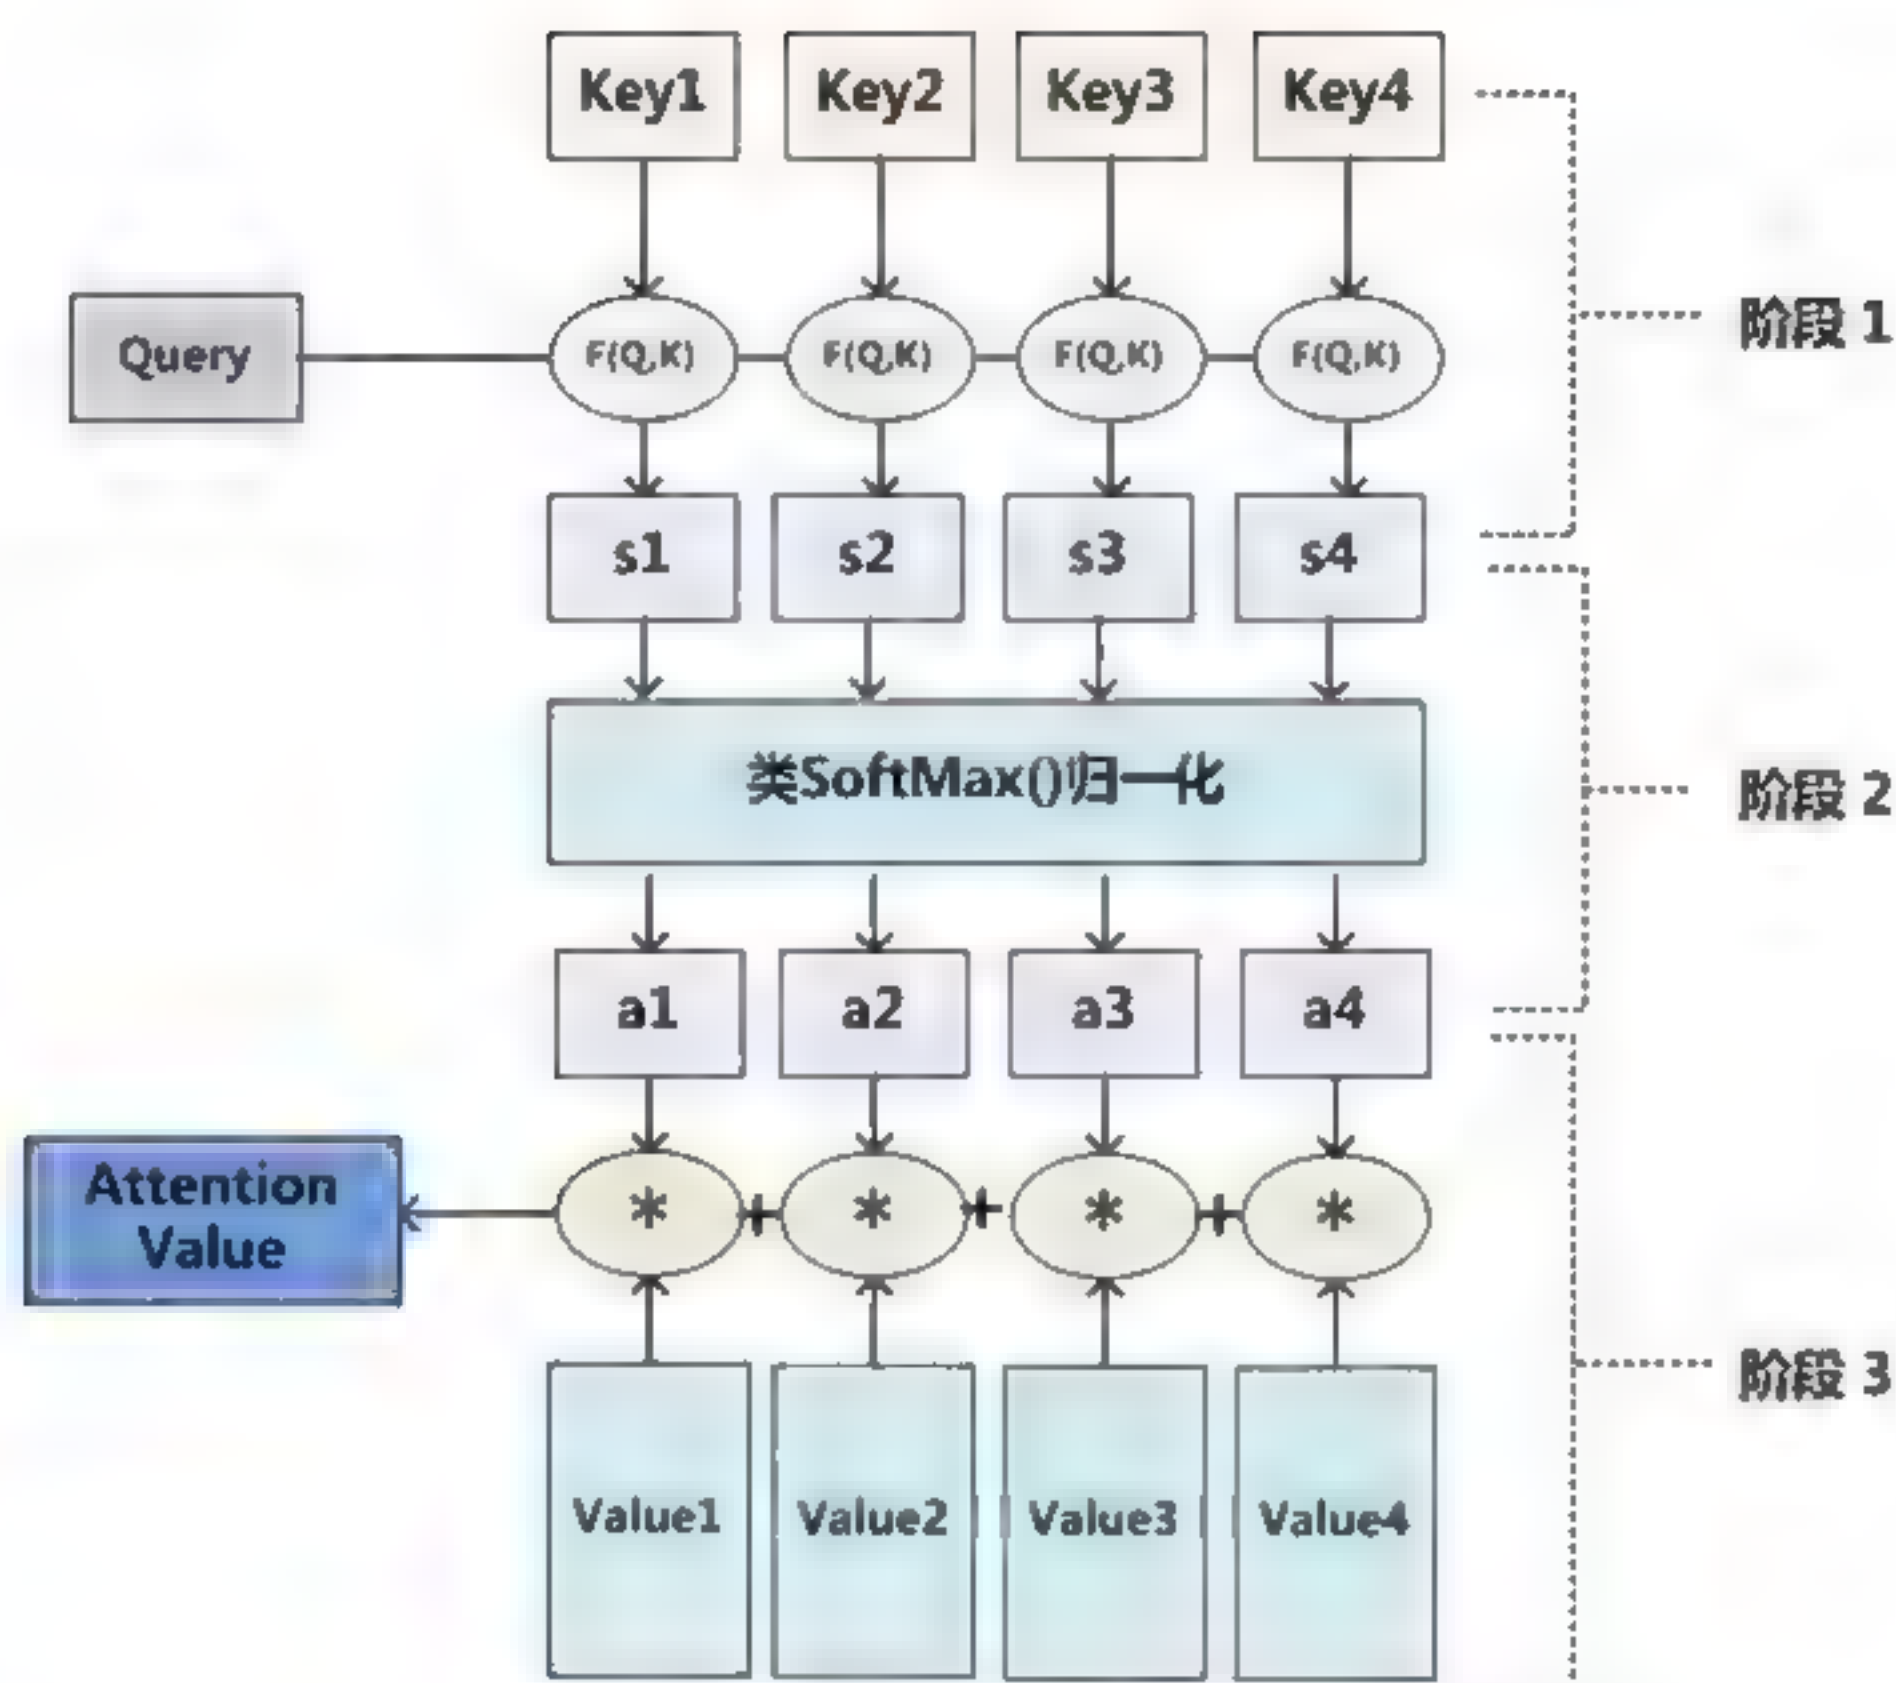 Key1 Key2 Key3 Key4
Query F(Q,K) F(Q,K) F(Q,K) F(Q,K) 阶段 1
s1 s2 s3 s4
类SoftMax()归一化 阶段 2
a1 a2 a3 a4
Attention
Value
* + * + * + *
阶段 3
Value1 Value2 Value3 Value4